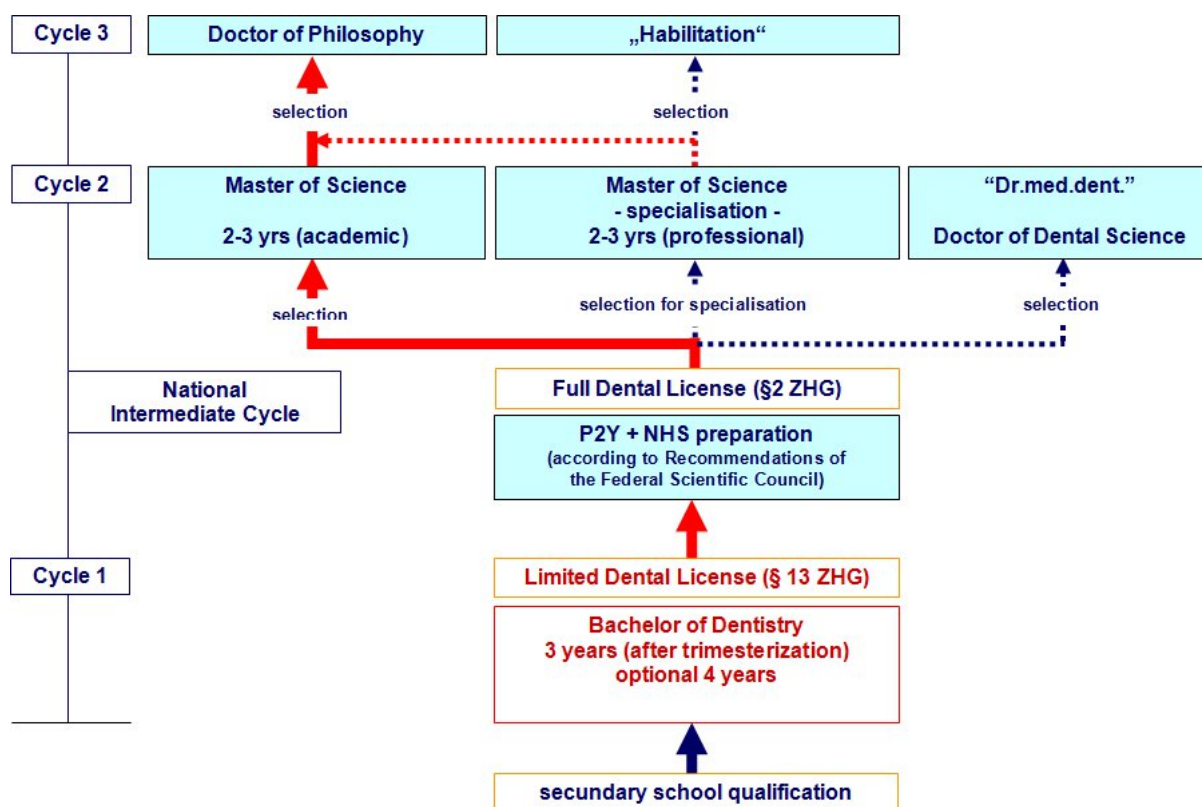 Cycle 3
Doctor of Philosophy
„Habilitation“
selection
selection
Cycle 2
Master of Science
2-3 yrs (academic)
Master of Science
- specialisation -
2-3 yrs (professional)
“Dr.med.dent.”
Doctor of Dental Science
selection
selection for specialisation
selection
National
Intermediate Cycle
Full Dental License (§2 ZHG)
P2Y + NHS preparation
(according to Recommendations of
the Federal Scientific Council)
Cycle 1
Limited Dental License (§ 13 ZHG)
Bachelor of Dentistry
3 years (after trimesterization)
optional 4 years
secundary school qualification